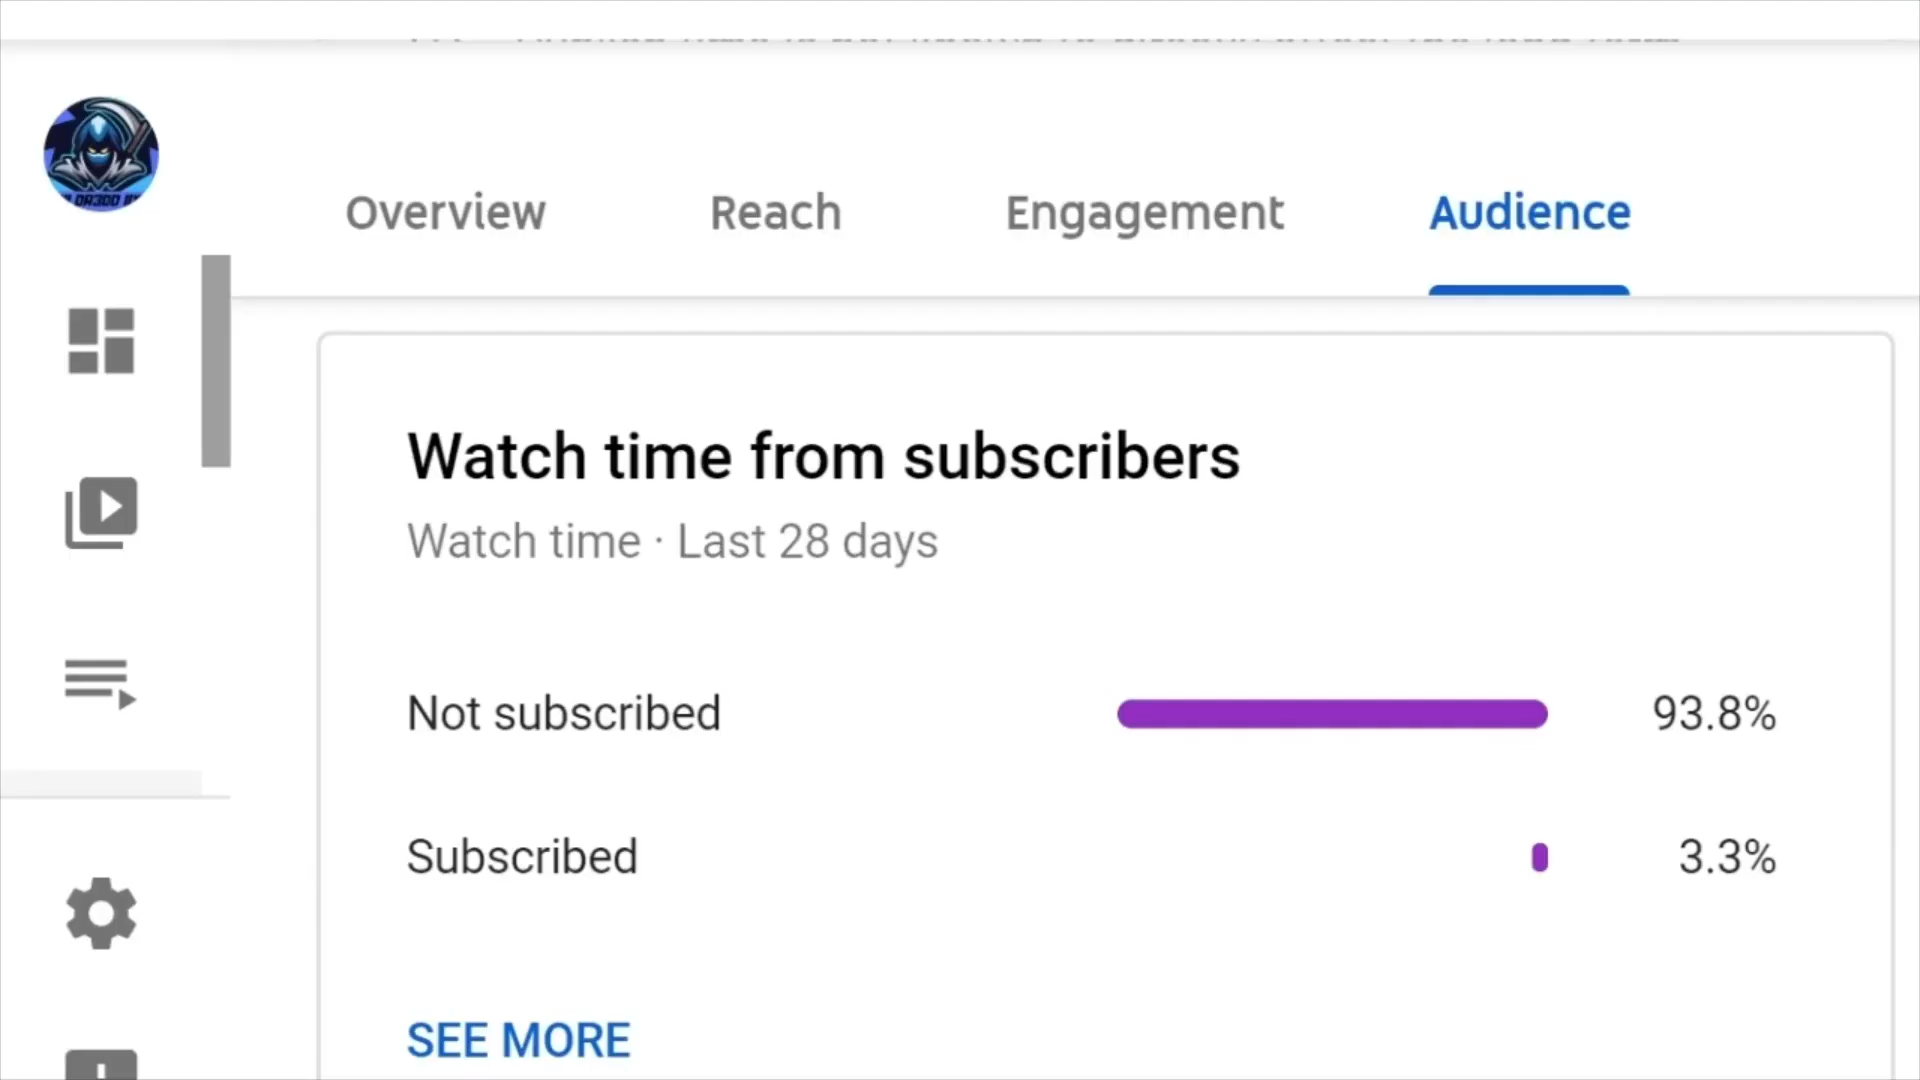 Overview Reach Engagement Audience
Watch time from subscribers
Watch time · Last 28 days
Not subscribed 93.8%
Subscribed 3.3%
SEE MORE